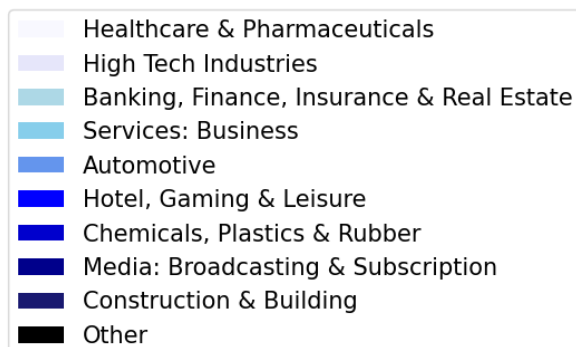 Healthcare & Pharmaceuticals
High Tech Industries
Banking, Finance, Insurance & Real Estate
Services: Business
Automotive
Hotel, Gaming & Leisure
Chemicals, Plastics & Rubber
Media: Broadcasting & Subscription
Construction & Building
Other